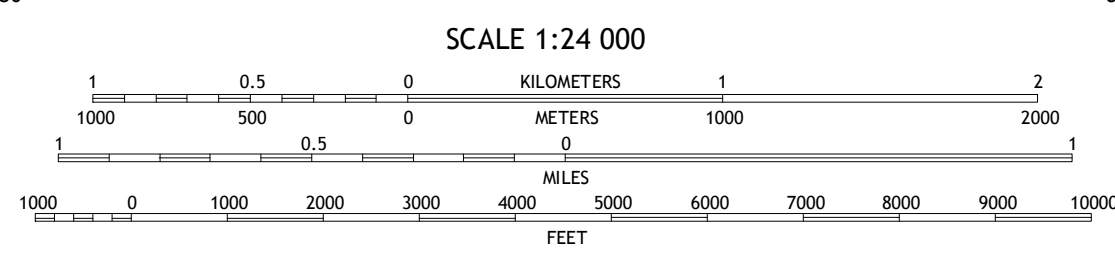 SCALE 1:24 000
1 0.5 0 KILOMETERS 1 2
1000 500 0 METERS 1000 2000
1 0.5 0 1
MILES
1000 0 1000 2000 3000 4000 5000 6000 7000 8000 9000 10000
FEET